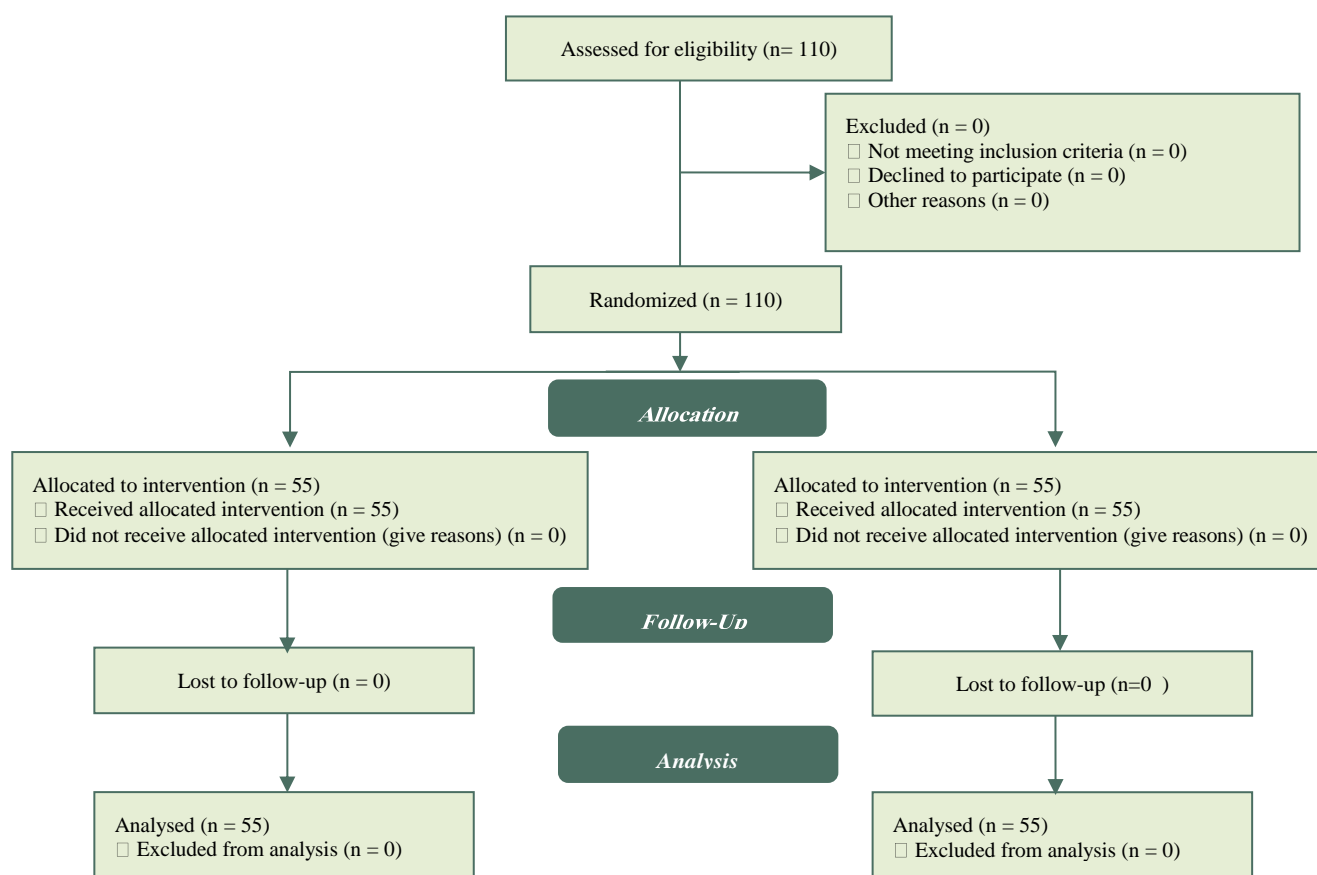 Assessed for eligibility (n= 110)
Excluded (n = 0)
□ Not meeting inclusion criteria (n = 0)
□ Declined to participate (n = 0)
□ Other reasons (n = 0)
Randomized (n = 110)
Allocation
Allocated to intervention (n = 55)
□ Received allocated intervention (n = 55)
□ Did not receive allocated intervention (give reasons) (n = 0)
Allocated to intervention (n = 55)
□ Received allocated intervention (n = 55)
□ Did not receive allocated intervention (give reasons) (n = 0)
Follow-Up
Lost to follow-up (n = 0)
Lost to follow-up (n=0  )
Analysis
Analysed (n = 55)
□ Excluded from analysis (n = 0)
Analysed (n = 55)
□ Excluded from analysis (n = 0)